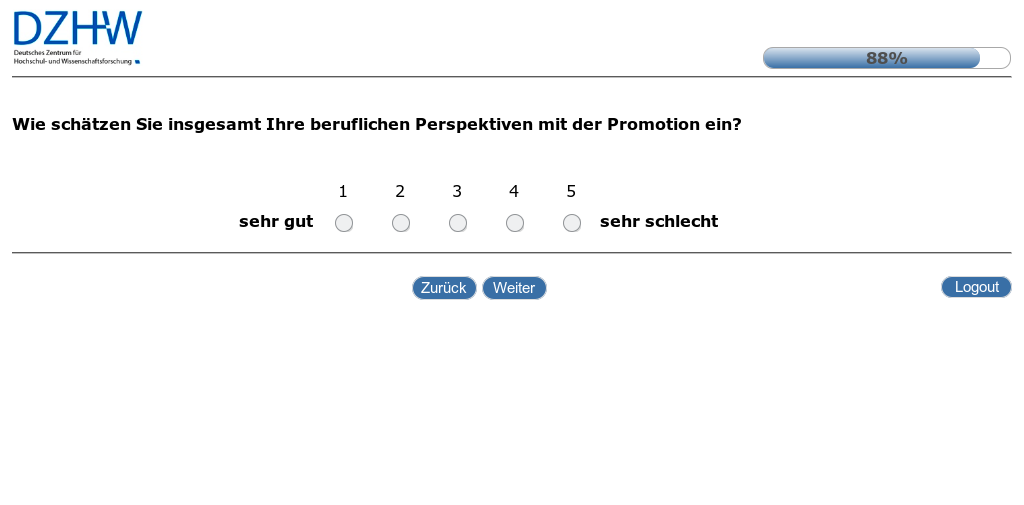 DZHW
Deutsches Zentrum für
Hochschul- und Wissenschaftsforschung
88%
Wie schätzen Sie insgesamt Ihre beruflichen Perspektiven mit der Promotion ein?
1 2 3 4 5
sehr gut sehr schlecht
Zurück Weiter Logout